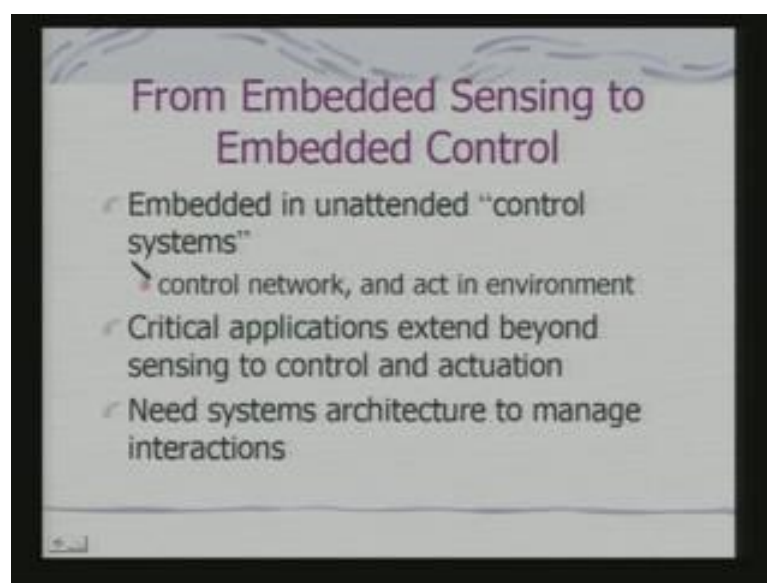 From Embedded Sensing to
Embedded Control
Embedded in unattended “control
systems”
control network, and act in environment
Critical applications extend beyond
sensing to control and actuation
Need systems architecture to manage
interactions